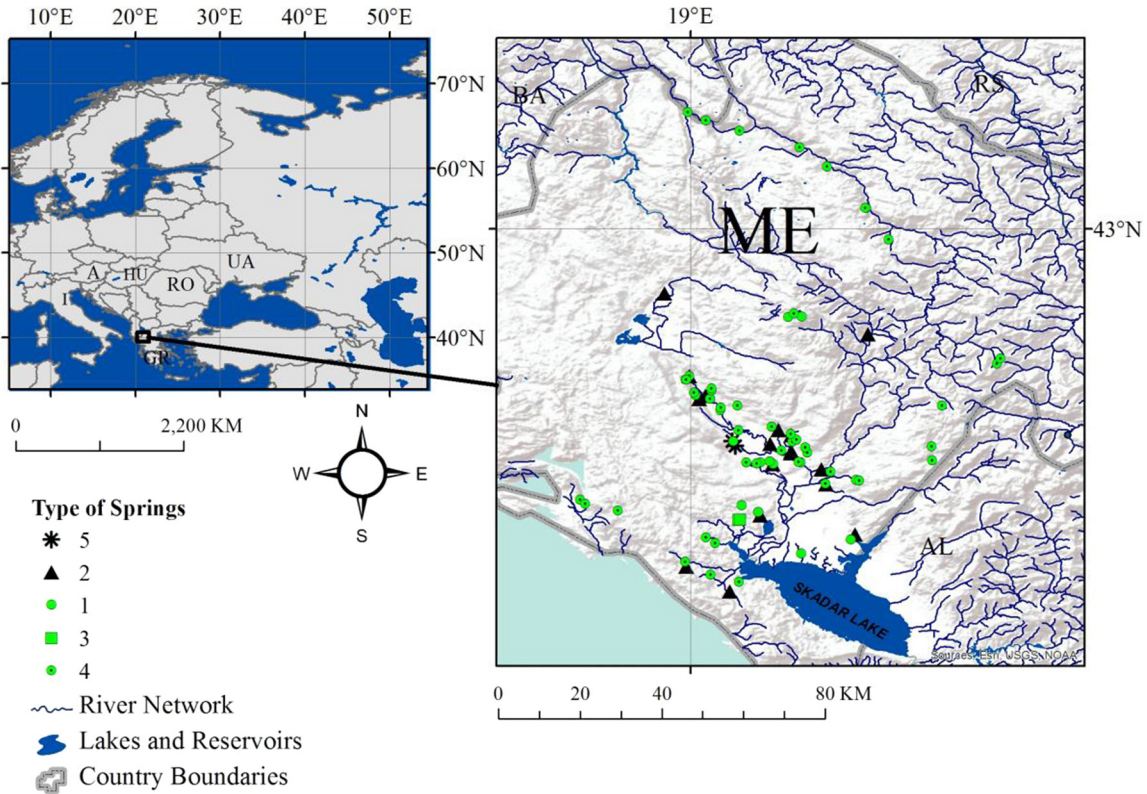 10°E 20°E 30°E 40°E 50°E
70°N
60°N
50°N
40°N
A
HU
UA
RO
I
GR
0 2,200 KM
N
W E
S
Type of Springs
5
2
1
3
4
River Network
Lakes and Reservoirs
Country Boundaries
19°E
43°N
BA
RS
ME
AL
SKADAR LAKE
Sources: Esri, USGS, NOAA
0 20 40 80 KM